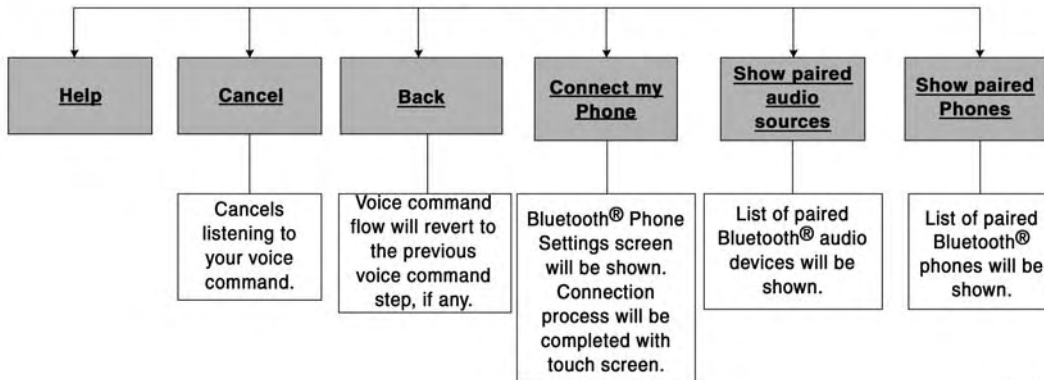 Help
Cancel
Back
Connect my
Phone
Show paired
audio
sources
Show paired
Phones
Cancels
listening to
your voice
command.
Voice command
flow will revert to
the previous
voice command
step, if any.
Bluetooth® Phone
Settings screen
will be shown.
Connection
process will be
completed with
touch screen.
List of paired
Bluetooth® audio
devices will be
shown.
List of paired
Bluetooth®
phones will be
shown.